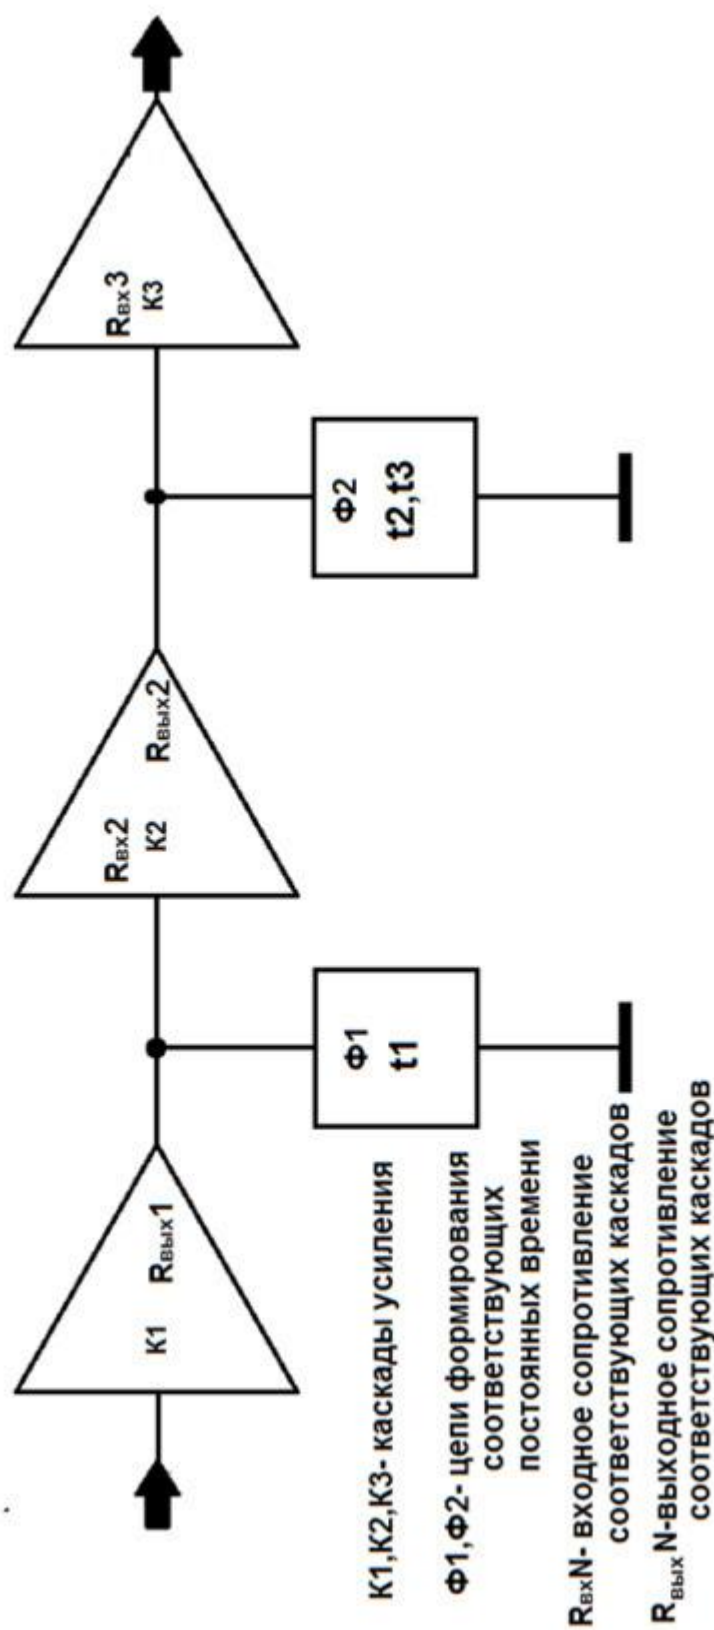 K1 Rвых1
Rвх2
K2 Rвых2
Rвх3
K3
Ф1
t1
Ф2
t2,t3
K1,K2,K3- каскады усиления
Ф1,Ф2- цепи формирования
соответствующих
постоянных времени
RвхN- входное сопротивление
соответствующих каскадов
RвыхN-выходное сопротивление
соответствующих каскадов